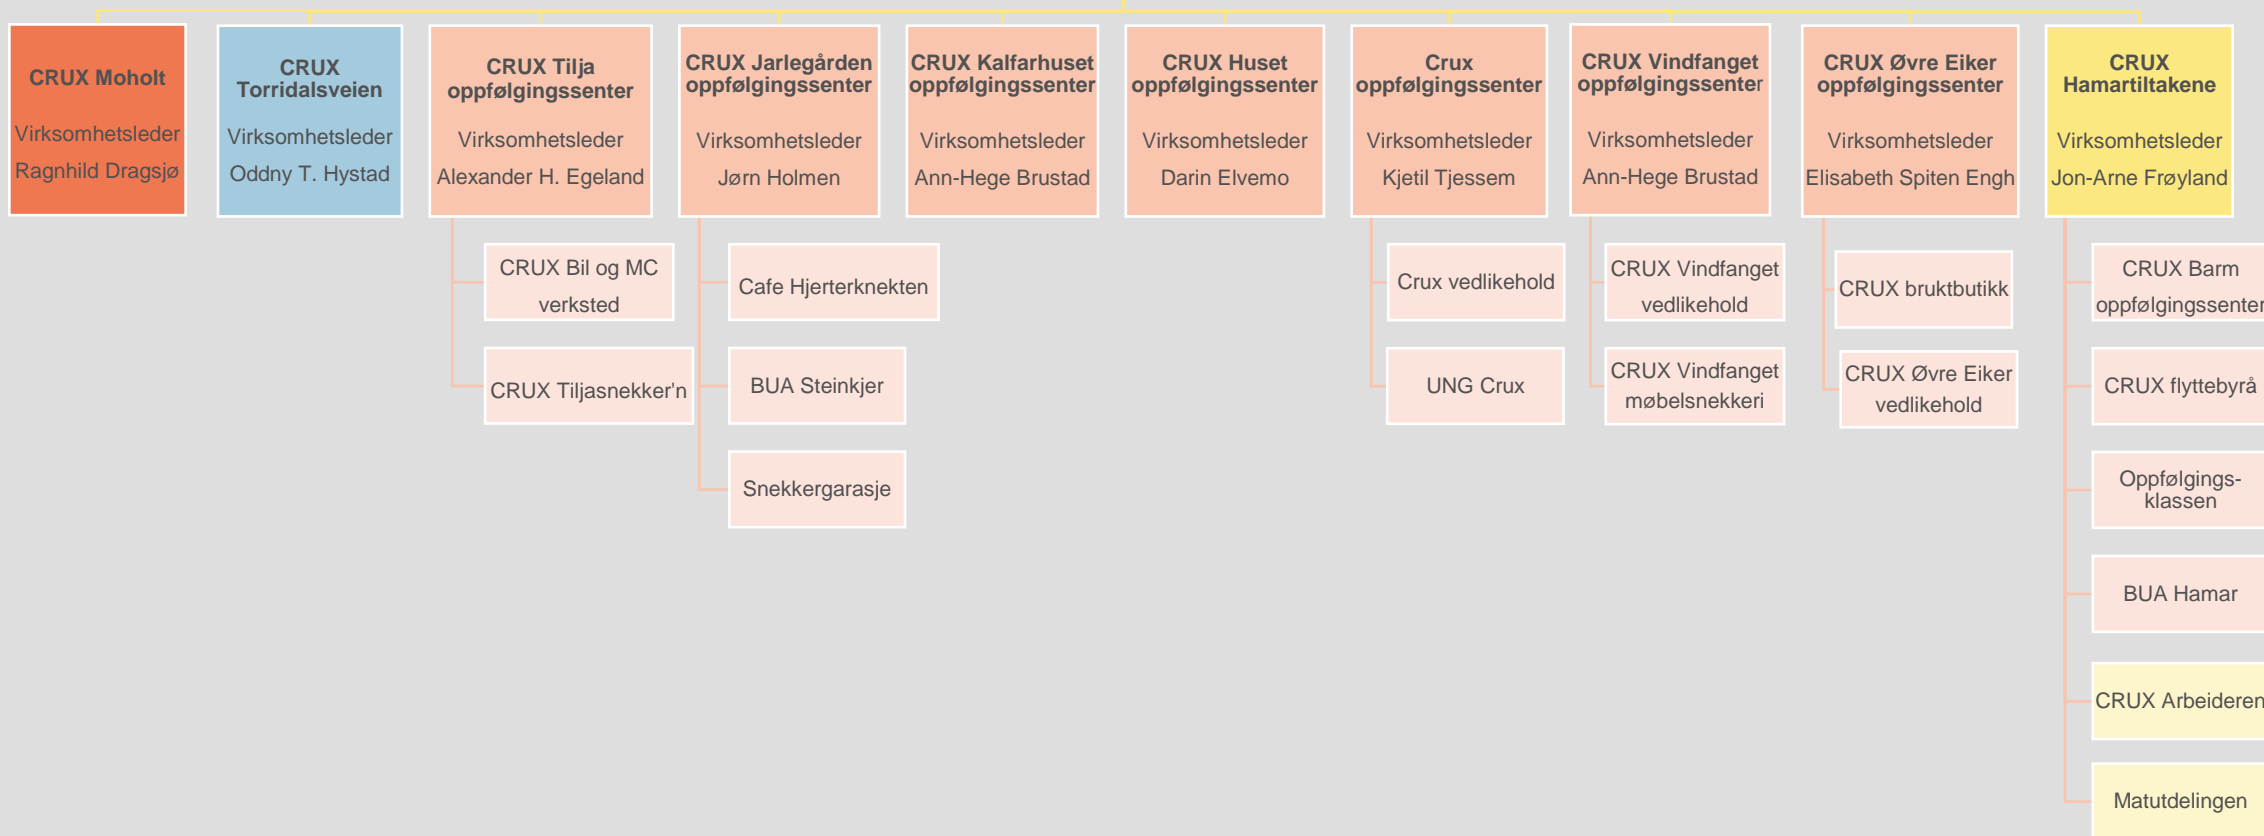 CRUX Moholt
Virksomhetsleder
Ragnhild Dragsjø
CRUX
Torridalsveien
Virksomhetsleder
Oddny T. Hystad
CRUX Tilja
oppfølgingssenter
Virksomhetsleder
Alexander H. Egeland
CRUX Bil og MC
verksted
CRUX Tiljasnekker'n
CRUX Jarlegården
oppfølgingssenter
Virksomhetsleder
Jørn Holmen
Cafe Hjerterknekten
BUA Steinkjer
Snekkergarasje
CRUX Kalfarhuset
oppfølgingssenter
Virksomhetsleder
Ann-Hege Brustad
CRUX Huset
oppfølgingssenter
Virksomhetsleder
Darin Elvemo
Crux
oppfølgingssenter
Virksomhetsleder
Kjetil Tjessem
Crux vedlikehold
UNG Crux
CRUX Vindfanget
oppfølgingssenter
Virksomhetsleder
Ann-Hege Brustad
CRUX Vindfanget
vedlikehold
CRUX Vindfanget
møbelsnekkeri
CRUX Øvre Eiker
oppfølgingssenter
Virksomhetsleder
Elisabeth Spiten Engh
CRUX bruktbutikk
CRUX Øvre Eiker
vedlikehold
CRUX
Hamartiltakene
Virksomhetsleder
Jon-Arne Frøyland
CRUX Barm
oppfølgingssenter
CRUX flyttebyrå
Oppfølgings-
klassen
BUA Hamar
CRUX Arbeideren
Matutdelingen